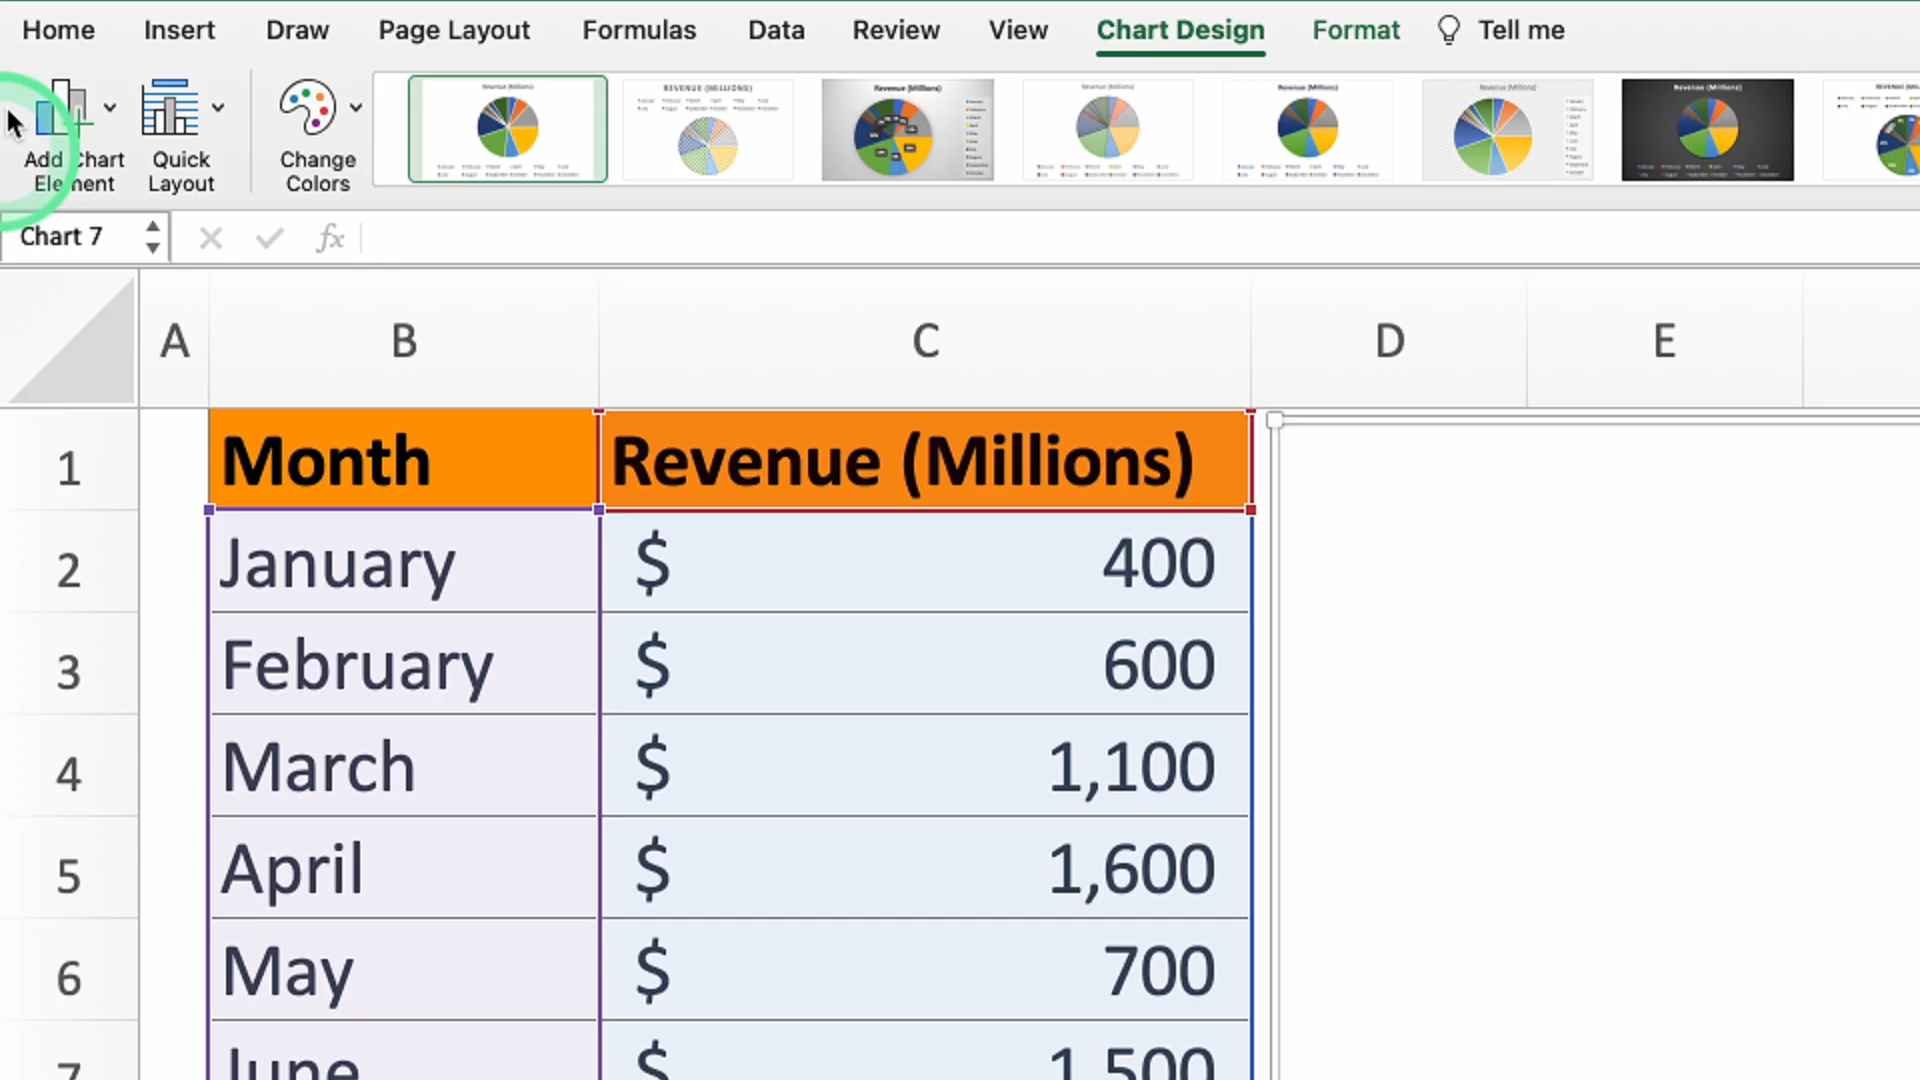 Home Insert Draw Page Layout Formulas Data Review View Chart Design Format Tell me
Add Chart Element
Quick Layout
Change Colors
Revenue (Millions)
REVENUE (MILLIONS)
Revenue (Millions)
Revenue (Millions)
Revenue (Millions)
Revenue (Millions)
Revenue (Millions)
Chart 7 fx
A B C D E
1 Month Revenue (Millions)
2 January $ 400
3 February $ 600
4 March $ 1,100
5 April $ 1,600
6 May $ 700
7 June $ 1,500